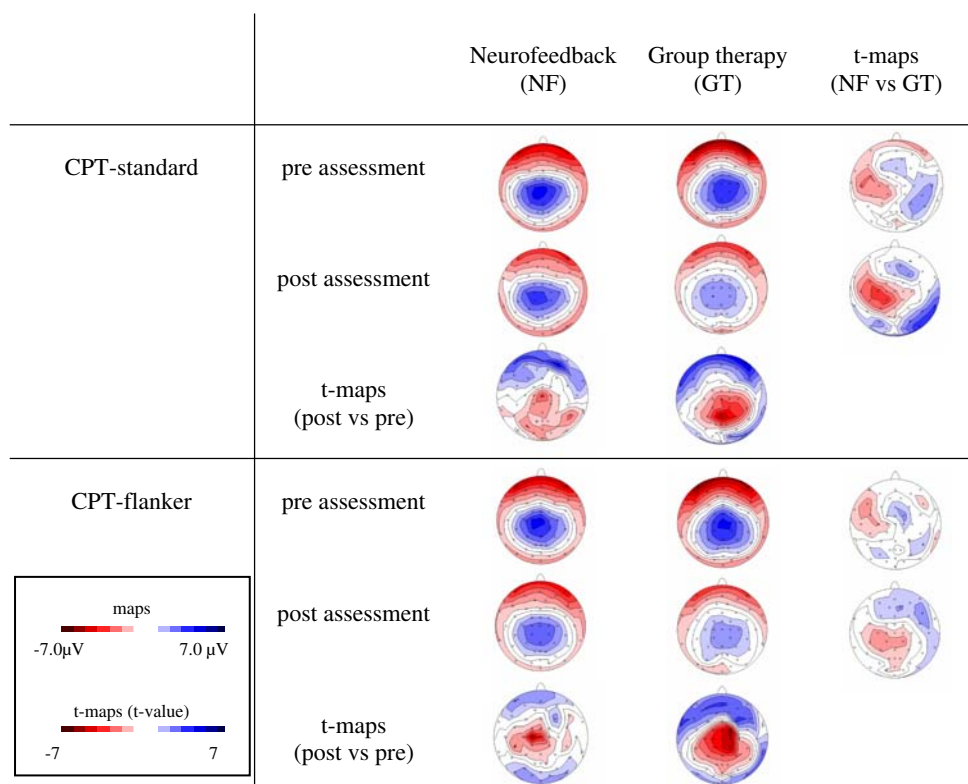 Neurofeedback
(NF)
Group therapy
(GT)
t-maps
(NF vs GT)
CPT-standard
pre assessment
post assessment
t-maps
(post vs pre)
CPT-flanker
pre assessment
post assessment
t-maps
(post vs pre)
maps
-7.0µV
7.0 µV
t-maps (t-value)
-7
7